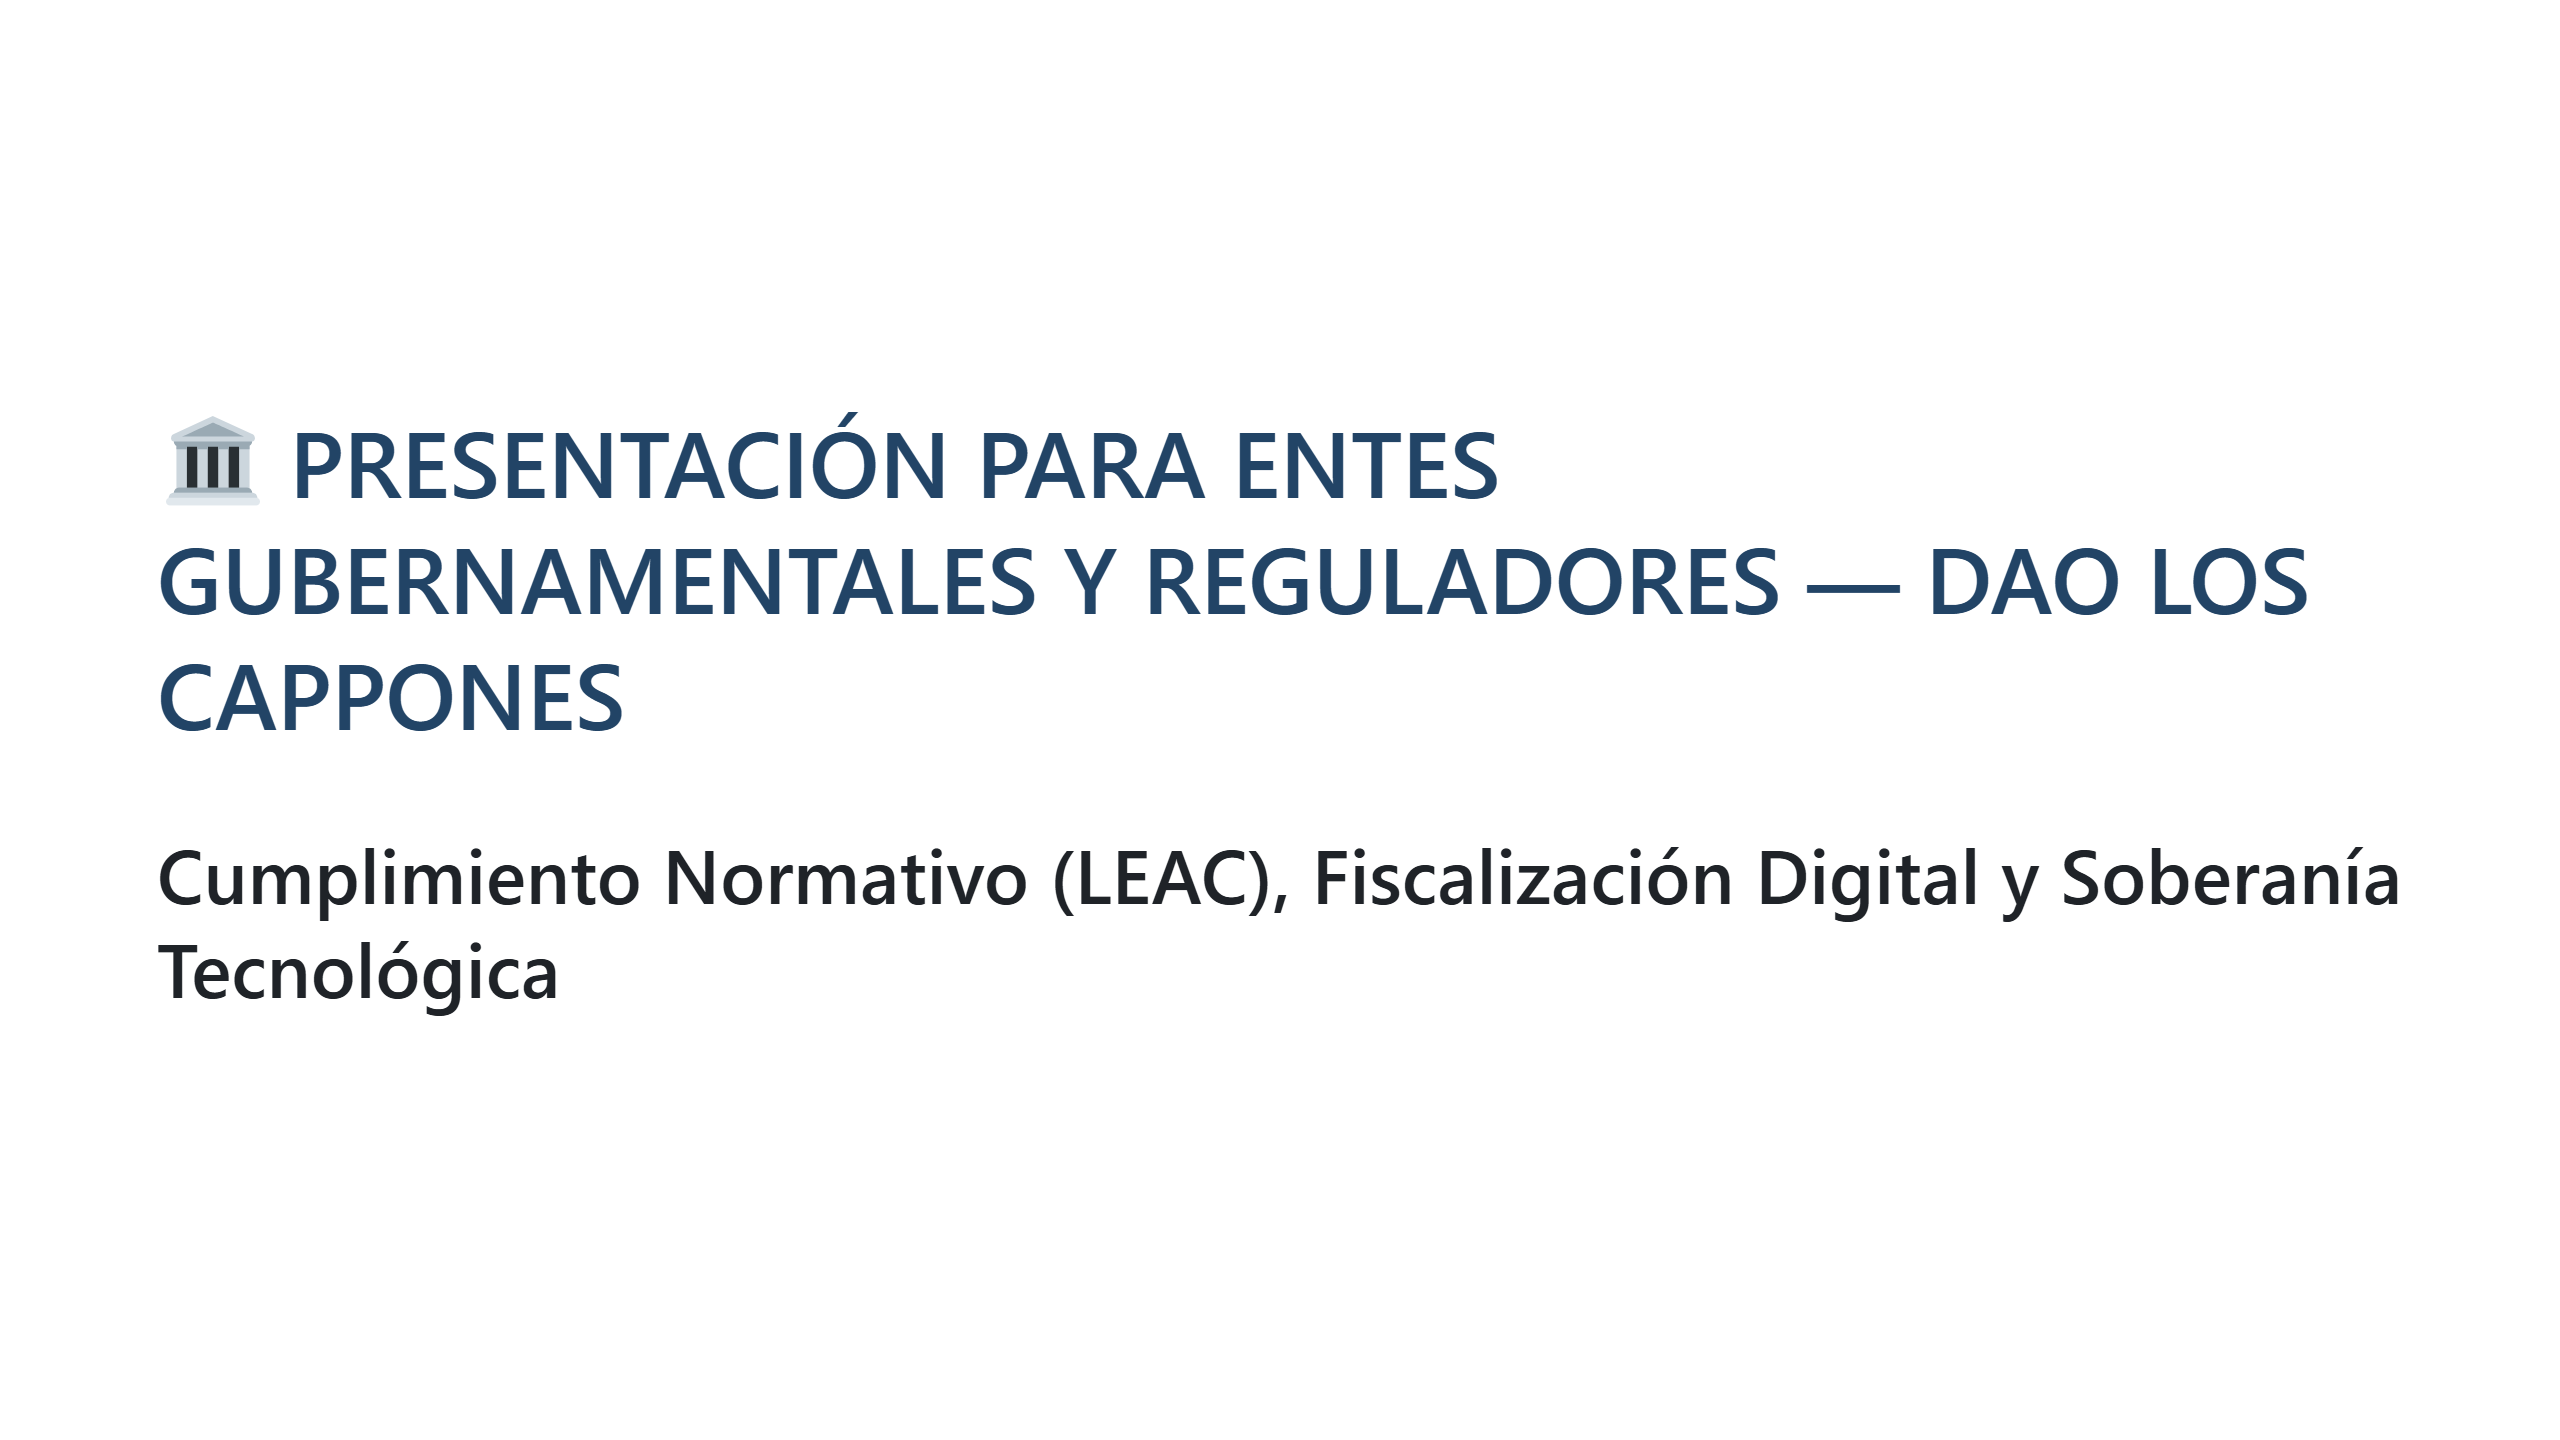 🏛️ PRESENTACIÓN PARA ENTES
GUBERNAMENTALES Y REGULADORES — DAO LOS
CAPPONES
Cumplimiento Normativo (LEAC), Fiscalización Digital y Soberanía
Tecnológica